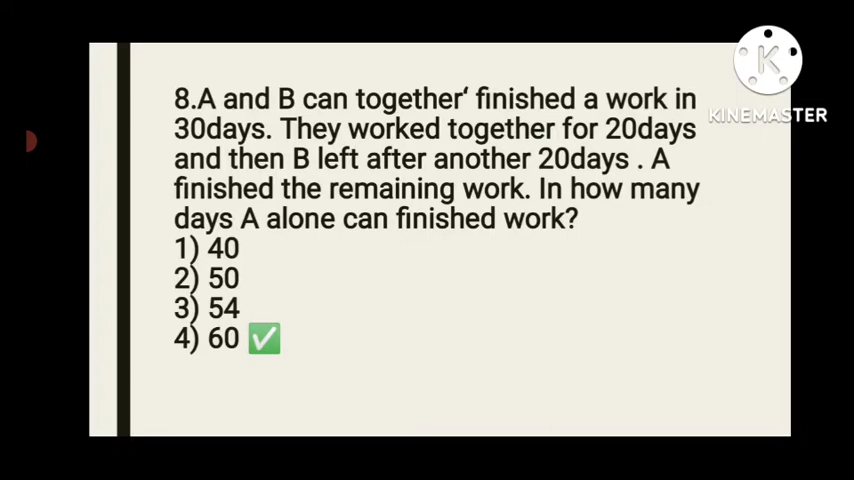 8.A and B can together‘ finished a work in
30days. They worked together for 20days
and then B left after another 20days . A
finished the remaining work. In how many
days A alone can finished work?
1) 40
2) 50
3) 54
4) 60 ✅
K
KINEMASTER